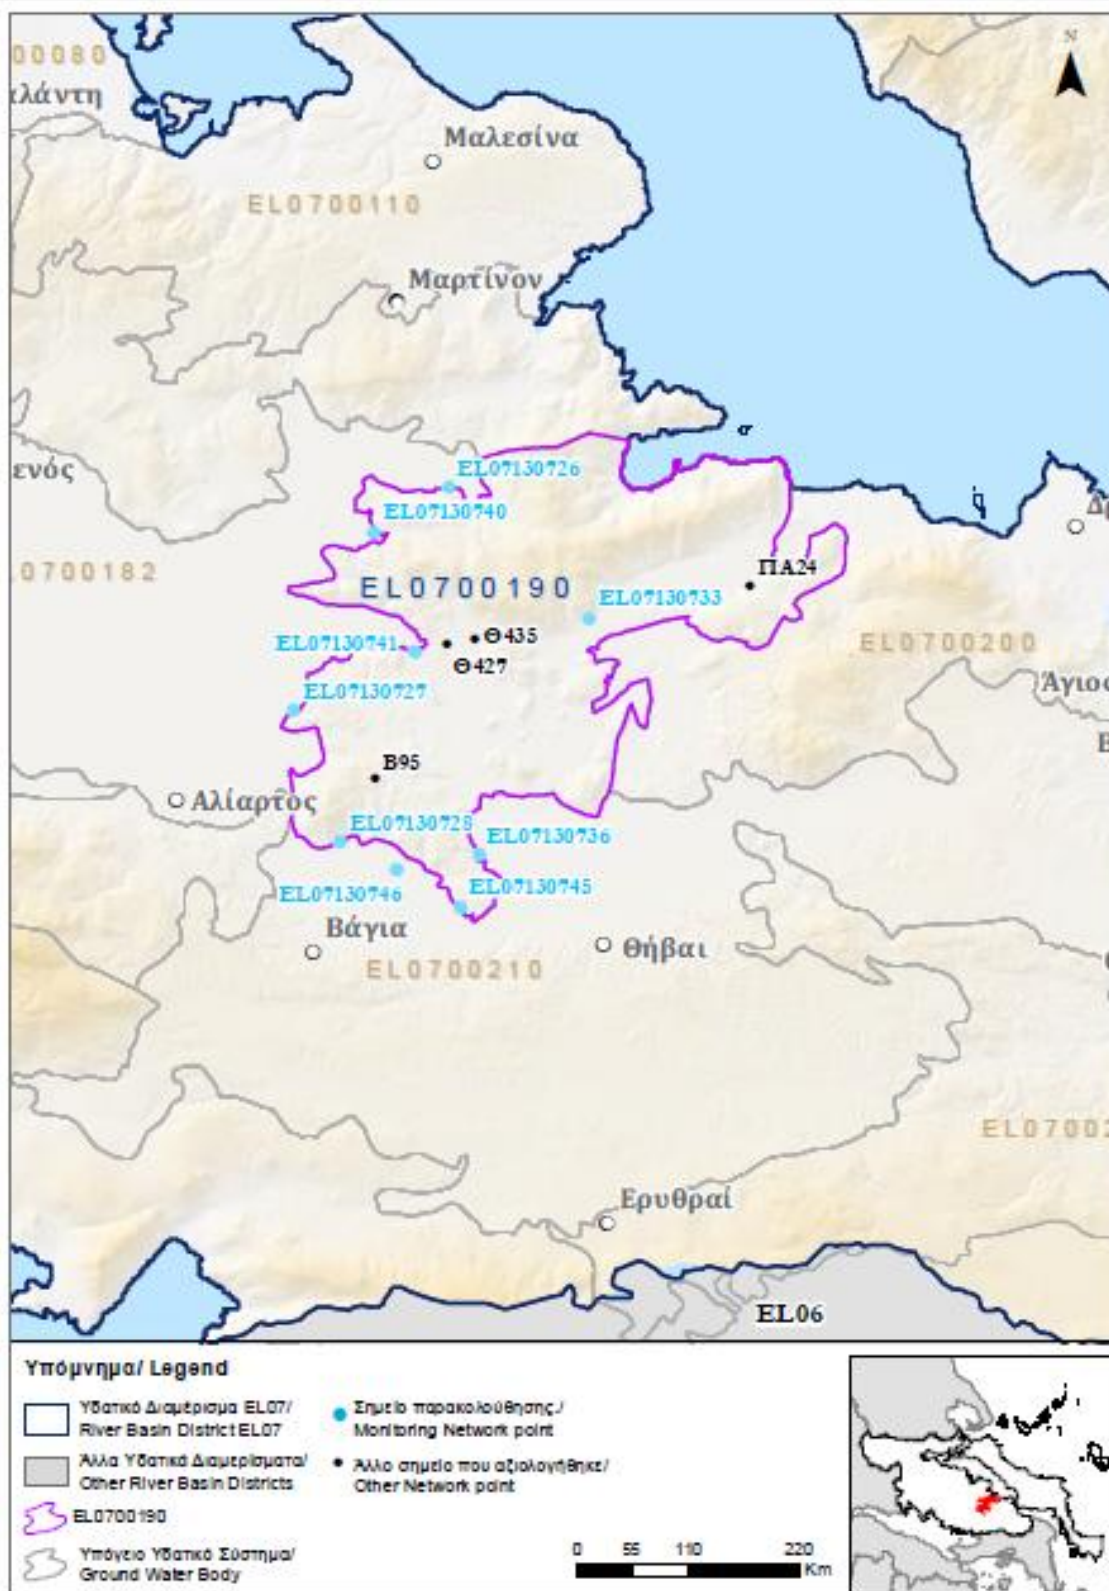 N
00080
λάντη
Μαλεσίνα
EL0700110
Μαρτίνον
ενός
EL07130726
EL07130740
0700182
EL0700190
ΠΑ24
EL07130733
EL07130741
Θ435
Θ427
EL0700200
Άγιος
EL07130727
B95
Αλίαρτος
EL07130728
EL07130736
EL07130746
EL07130745
Βάγια
Θήβαι
EL0700210
EL0700
Ερυθραί
EL06
Υπόμνημα/ Legend
Υδατικό Διαμέρισμα EL07/
River Basin District EL07
Άλλα Υδατικά Διαμερίσματα/
Other River Basin Districts
EL0700190
Υπόγειο Υδατικό Σύστημα/
Ground Water Body
Σημείο παρακολούθησης/
Monitoring Network point
Άλλο σημείο που αξιολογήθηκε/
Other Network point
0 55 110 220
Km